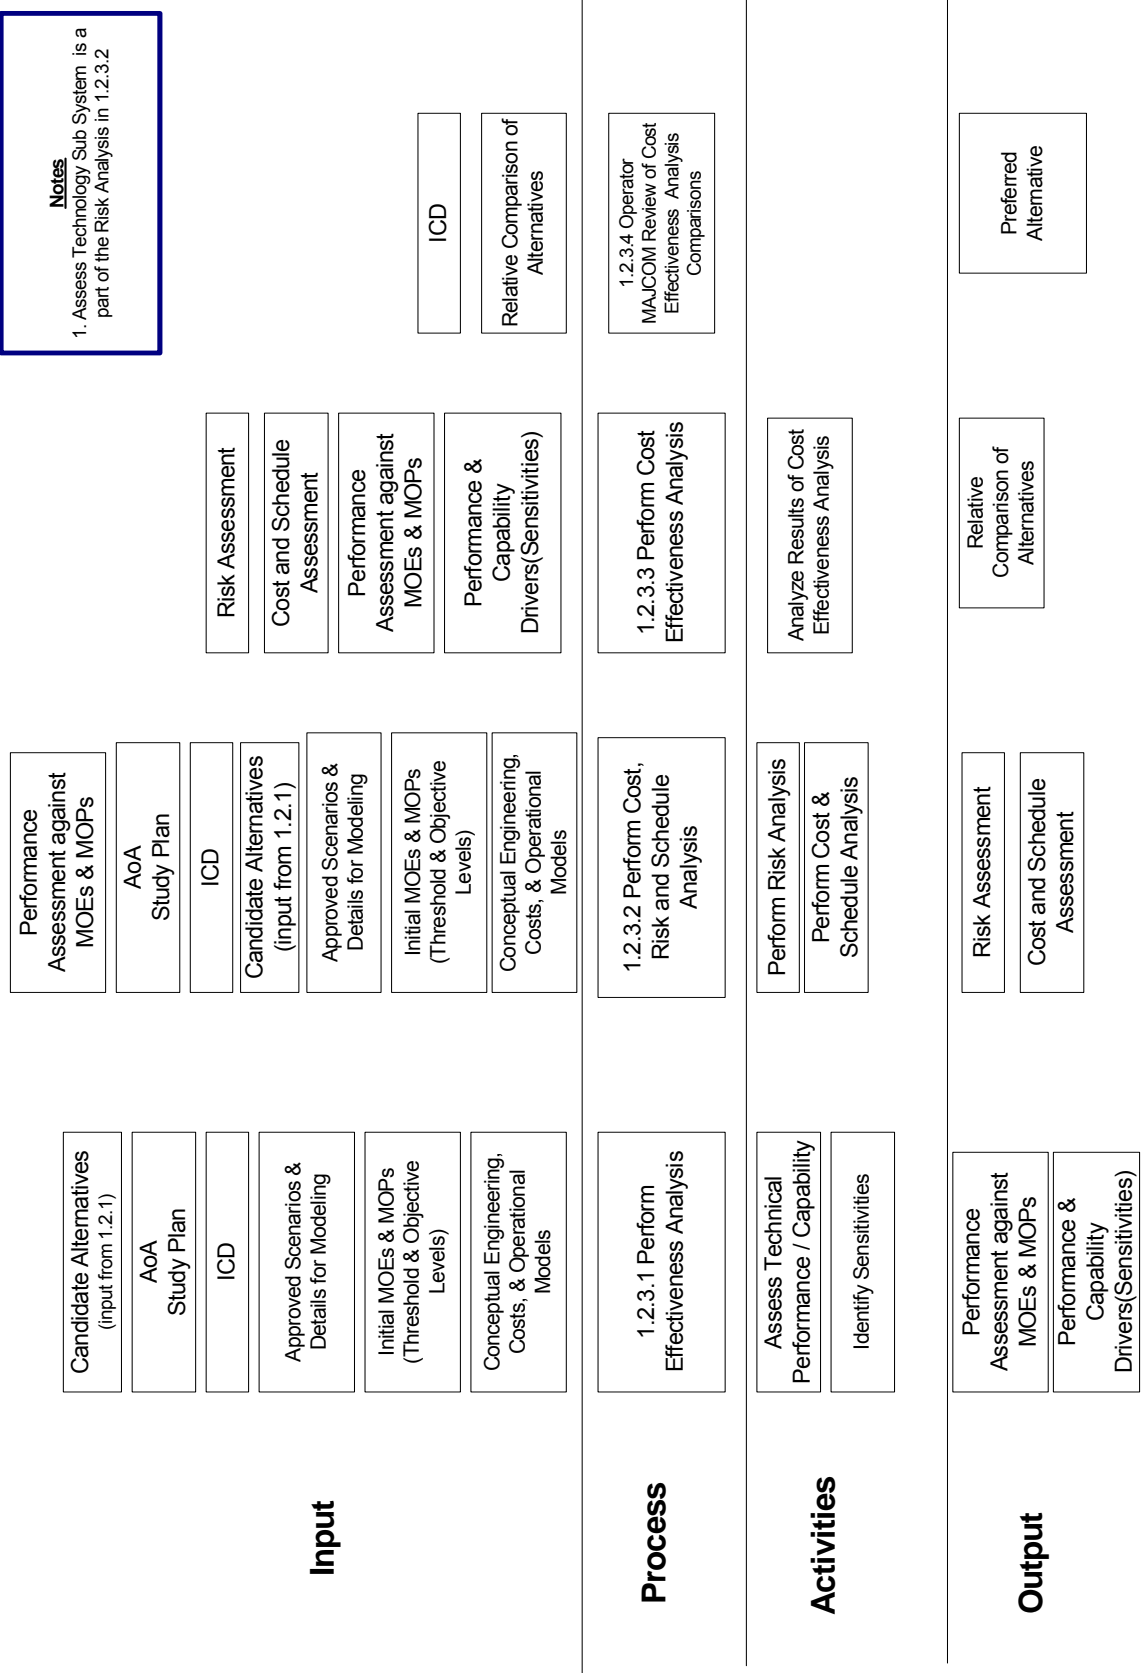 Notes
1. Assess Technology Sub System is a
part of the Risk Analysis in 1.2.3.2
Input
Candidate Alternatives
(input from 1.2.1)
AoA
Study Plan
ICD
Approved Scenarios &
Details for Modeling
Initial MOEs & MOPs
(Threshold & Objective
Levels)
Conceptual Engineering,
Costs, & Operational
Models
Performance
Assessment against
MOEs & MOPs
AoA
Study Plan
ICD
Candidate Alternatives
(input from 1.2.1)
Approved Scenarios &
Details for Modeling
Initial MOEs & MOPs
(Threshold & Objective
Levels)
Conceptual Engineering,
Costs, & Operational
Models
Risk Assessment
Cost and Schedule
Assessment
Performance
Assessment against
MOEs & MOPs
Performance &
Capability
Drivers(Sensitivities)
ICD
Relative Comparison of
Alternatives
Process
1.2.3.1 Perform
Effectiveness Analysis
1.2.3.2 Perform Cost,
Risk and Schedule
Analysis
1.2.3.3 Perform Cost
Effectiveness Analysis
1.2.3.4 Operator
MAJCOM Review of Cost
Effectiveness Analysis
Comparisons
Activities
Assess Technical
Performance / Capability
Identify Sensitivities
Perform Risk Analysis
Perform Cost &
Schedule Analysis
Analyze Results of Cost
Effectiveness Analysis
Output
Performance
Assessment against
MOEs & MOPs
Performance &
Capability
Drivers(Sensitivities)
Risk Assessment
Cost and Schedule
Assessment
Relative
Comparison of
Alternatives
Preferred
Alternative